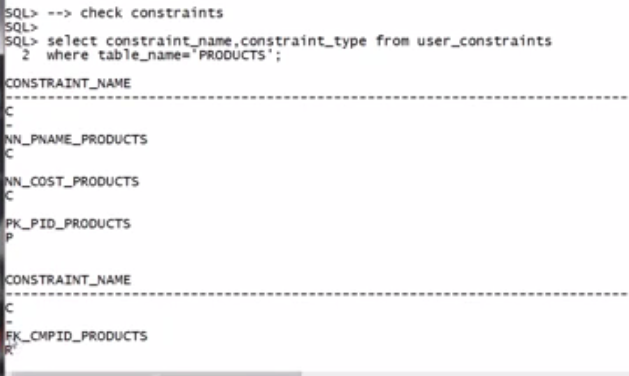 SQL> --> check constraints
SQL>
SQL> select constraint_name,constraint_type from user_constraints
  2  where table_name='PRODUCTS';
CONSTRAINT_NAME
--------------------------------------------------------------------------------
C
-
NN_PNAME_PRODUCTS
C
NN_COST_PRODUCTS
C
PK_PID_PRODUCTS
P
CONSTRAINT_NAME
--------------------------------------------------------------------------------
C
-
FK_CMPID_PRODUCTS
R